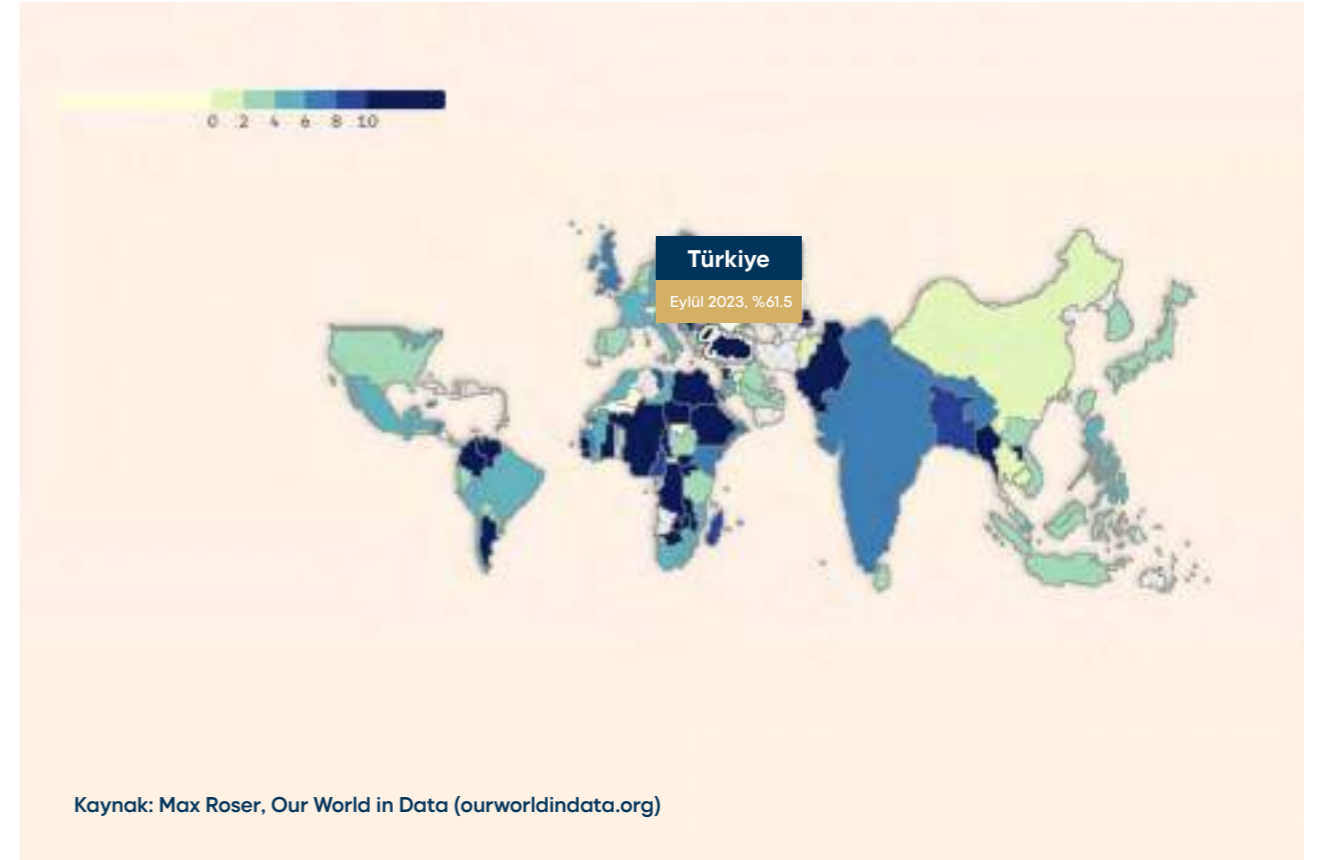 0 2 4 6 8 10
Türkiye
Eylül 2023, %61.5
Kaynak: Max Roser, Our World in Data (ourworldindata.org)